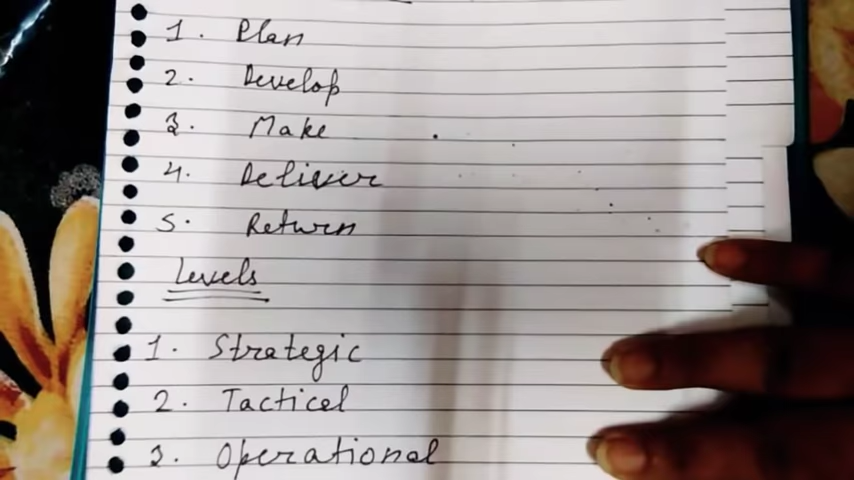 1. Plan
2. Develop
3. Make
4. Deliver
5. Return
Levels
1. Strategic
2. Tactical
3. Operational